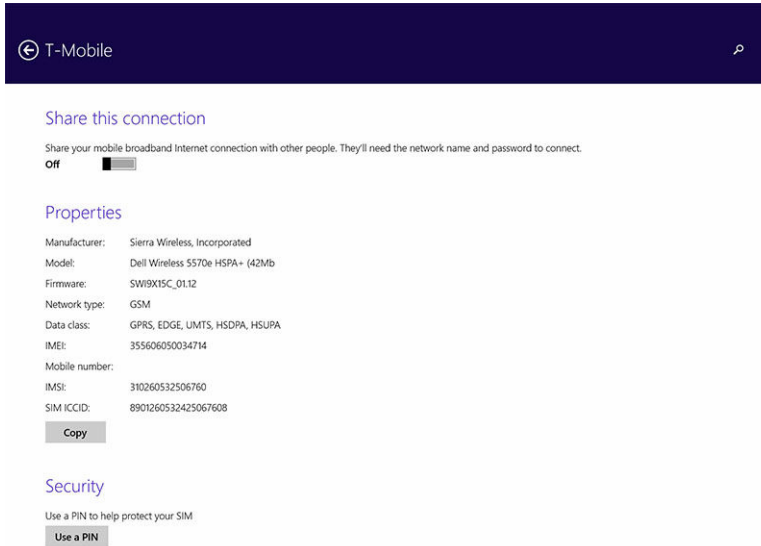 T-Mobile
Share this connection
Share your mobile broadband Internet connection with other people. They'll need the network name and password to connect.
Off
Properties
Manufacturer: Sierra Wireless, Incorporated
Model: Dell Wireless 5570e HSPA+ (42Mb
Firmware: SWI9X15C_01.12
Network type: GSM
Data class: GPRS, EDGE, UMTS, HSDPA, HSUPA
IMEI: 355606050034714
Mobile number:
IMSI: 310260532506760
SIM ICCID: 8901260532425067608
Copy
Security
Use a PIN to help protect your SIM
Use a PIN